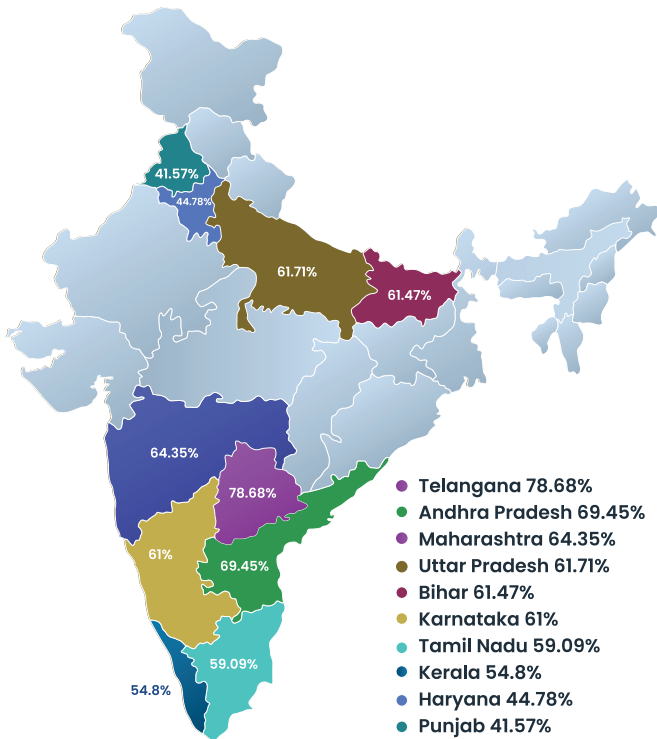 41.57%
44.78%
61.71%
61.47%
64.35%
78.68%
61%
69.45%
59.09%
54.8%
Telangana 78.68%
Andhra Pradesh 69.45%
Maharashtra 64.35%
Uttar Pradesh 61.71%
Bihar 61.47%
Karnataka 61%
Tamil Nadu 59.09%
Kerala 54.8%
Haryana 44.78%
Punjab 41.57%